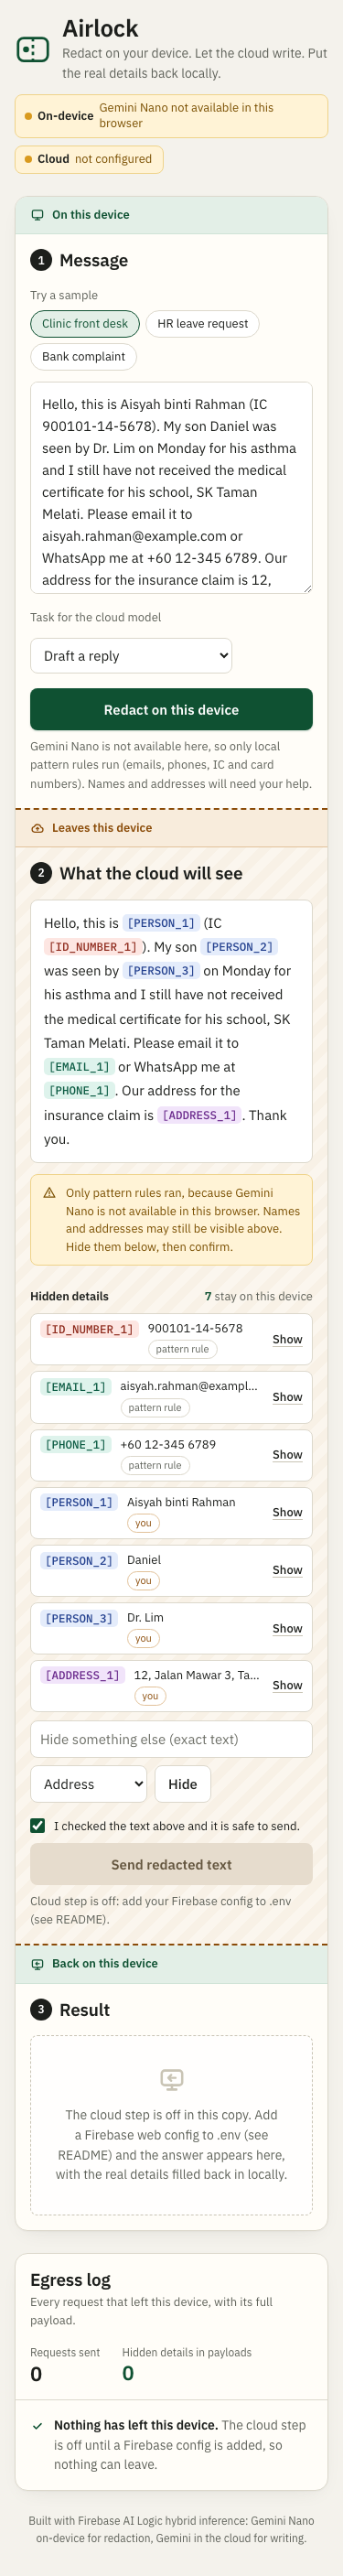 Airlock
Redact on your device. Let the cloud write. Put
the real details back locally.
On-device Gemini Nano not available in this
browser
Cloud not configured
On this device
1 Message
Try a sample
Clinic front desk HR leave request
Bank complaint
Hello, this is Aisyah binti Rahman (IC
900101-14-5678). My son Daniel was
seen by Dr. Lim on Monday for his asthma
and I still have not received the medical
certificate for his school, SK Taman
Melati. Please email it to
aisyah.rahman@example.com or
WhatsApp me at +60 12-345 6789. Our
address for the insurance claim is 12,
Task for the cloud model
Draft a reply
Redact on this device
Gemini Nano is not available here, so only local
pattern rules run (emails, phones, IC and card
numbers). Names and addresses will need your help.
Leaves this device
2 What the cloud will see
Hello, this is [PERSON_1] (IC
[ID_NUMBER_1]). My son [PERSON_2]
was seen by [PERSON_3] on Monday for
his asthma and I still have not received
the medical certificate for his school, SK
Taman Melati. Please email it to
[EMAIL_1] or WhatsApp me at
[PHONE_1]. Our address for the
insurance claim is [ADDRESS_1]. Thank
you.
Only pattern rules ran, because Gemini
Nano is not available in this browser. Names
and addresses may still be visible above.
Hide them below, then confirm.
Hidden details 7 stay on this device
[ID_NUMBER_1] 900101-14-5678 Show
pattern rule
[EMAIL_1] aisyah.rahman@exampl... Show
pattern rule
[PHONE_1] +60 12-345 6789 Show
pattern rule
[PERSON_1] Aisyah binti Rahman Show
you
[PERSON_2] Daniel Show
you
[PERSON_3] Dr. Lim Show
you
[ADDRESS_1] 12, Jalan Mawar 3, Ta... Show
you
Hide something else (exact text)
Address Hide
I checked the text above and it is safe to send.
Send redacted text
Cloud step is off: add your Firebase config to .env
(see README).
Back on this device
3 Result
The cloud step is off in this copy. Add
a Firebase web config to .env (see
README) and the answer appears here,
with the real details filled back in locally.
Egress log
Every request that left this device, with its full
payload.
Requests sent Hidden details in payloads
0 0
Nothing has left this device. The cloud step
is off until a Firebase config is added, so
nothing can leave.
Built with Firebase AI Logic hybrid inference: Gemini Nano
on-device for redaction, Gemini in the cloud for writing.